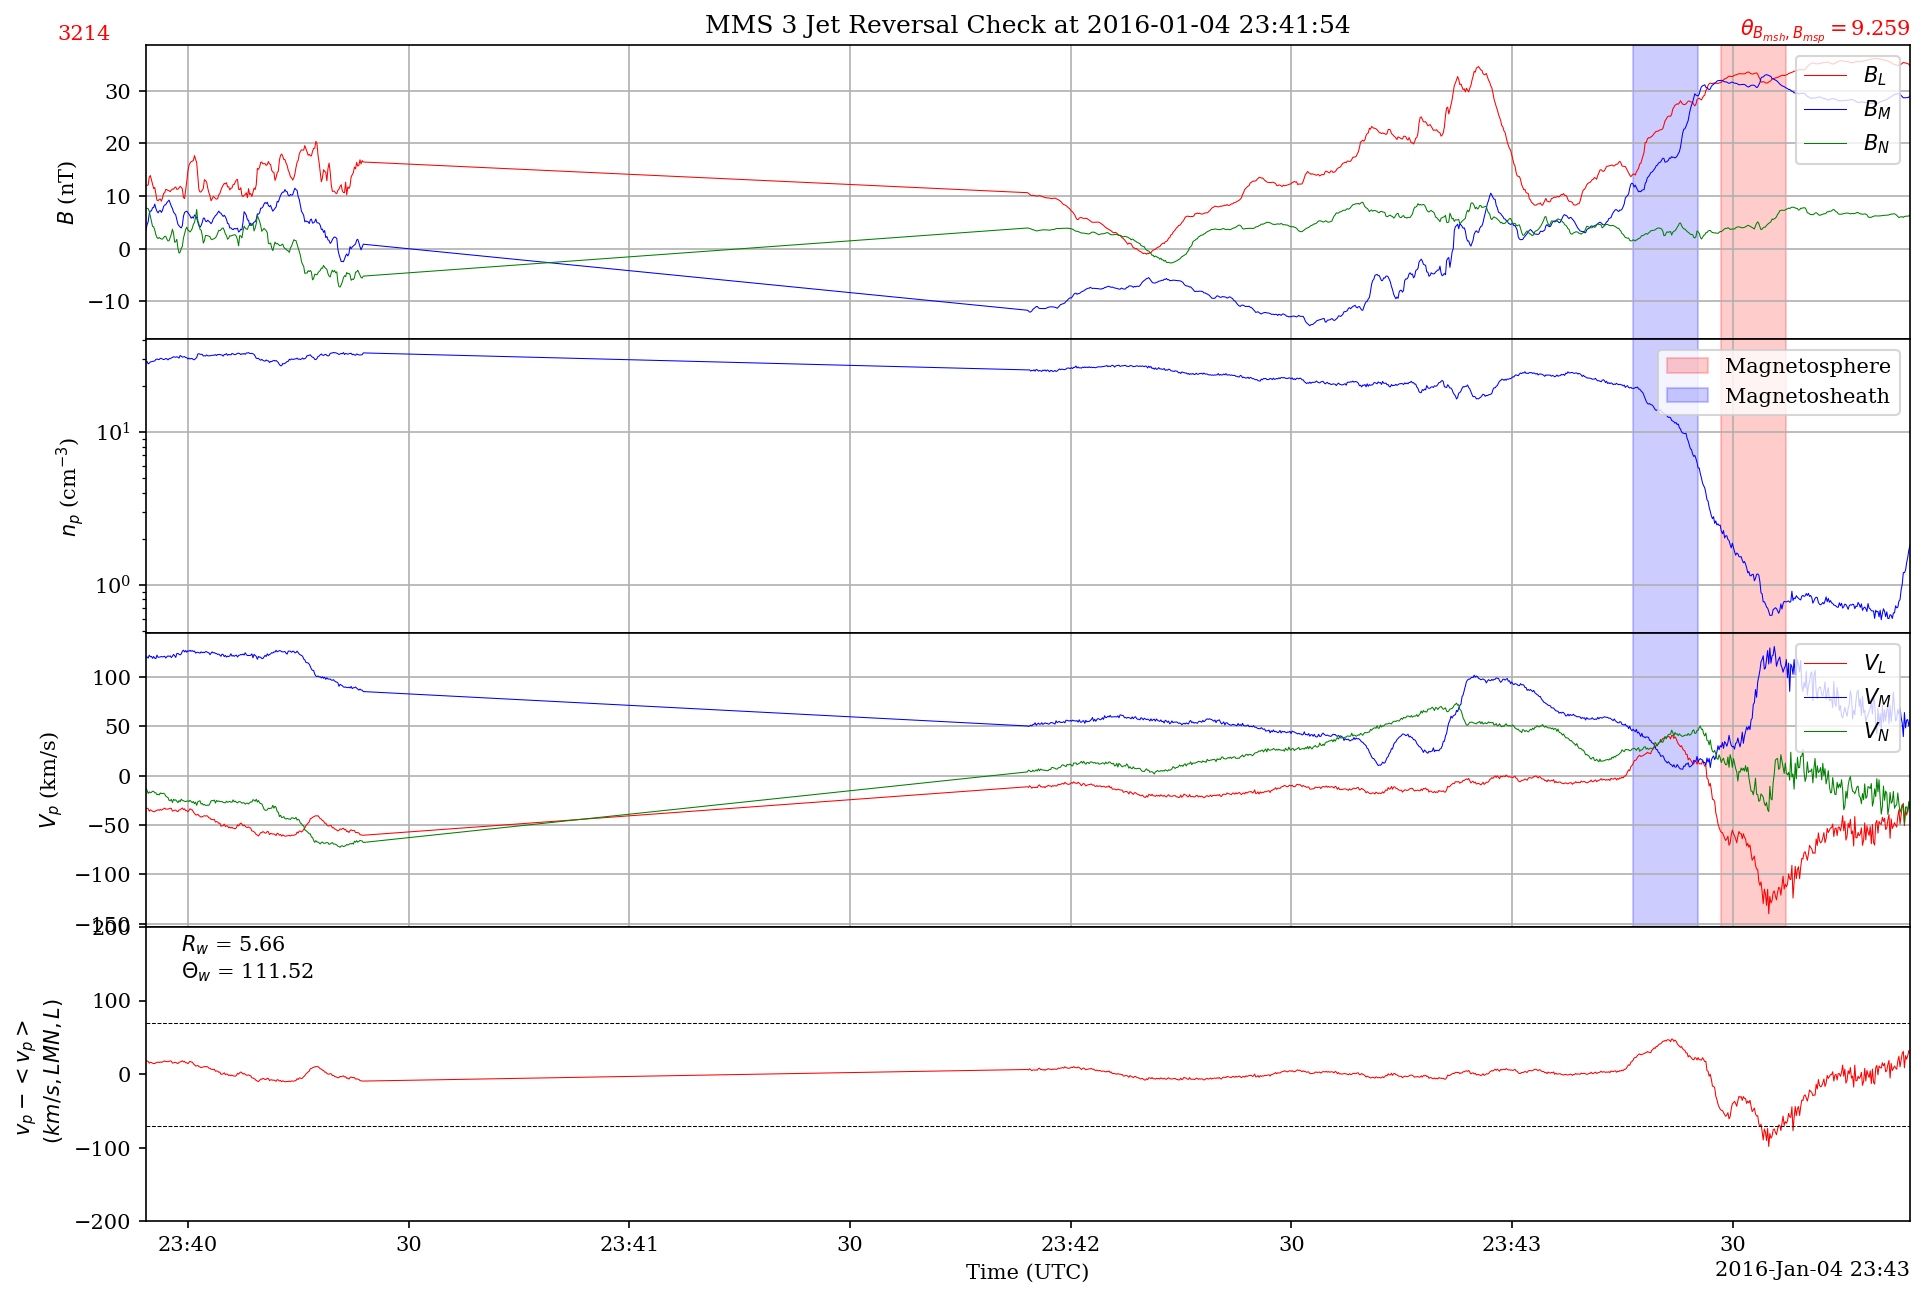 MMS 3 Jet Reversal Check at 2016-01-04 23:41:54
3214
θ_{B_{msh}, B_{msp}} = 9.259
B (nT)
30
20
10
0
−10
B_L
B_M
B_N
n_p (cm^{−3})
10^1
10^0
Magnetosphere
Magnetosheath
V_p (km/s)
100
50
0
−50
−100
−150
V_L
V_M
V_N
v_p − < v_p >
(km/s, LMN, L)
200
100
0
−100
−200
R_w = 5.66
Θ_w = 111.52
23:40
30
23:41
30
23:42
30
23:43
30
Time (UTC)
2016-Jan-04 23:43